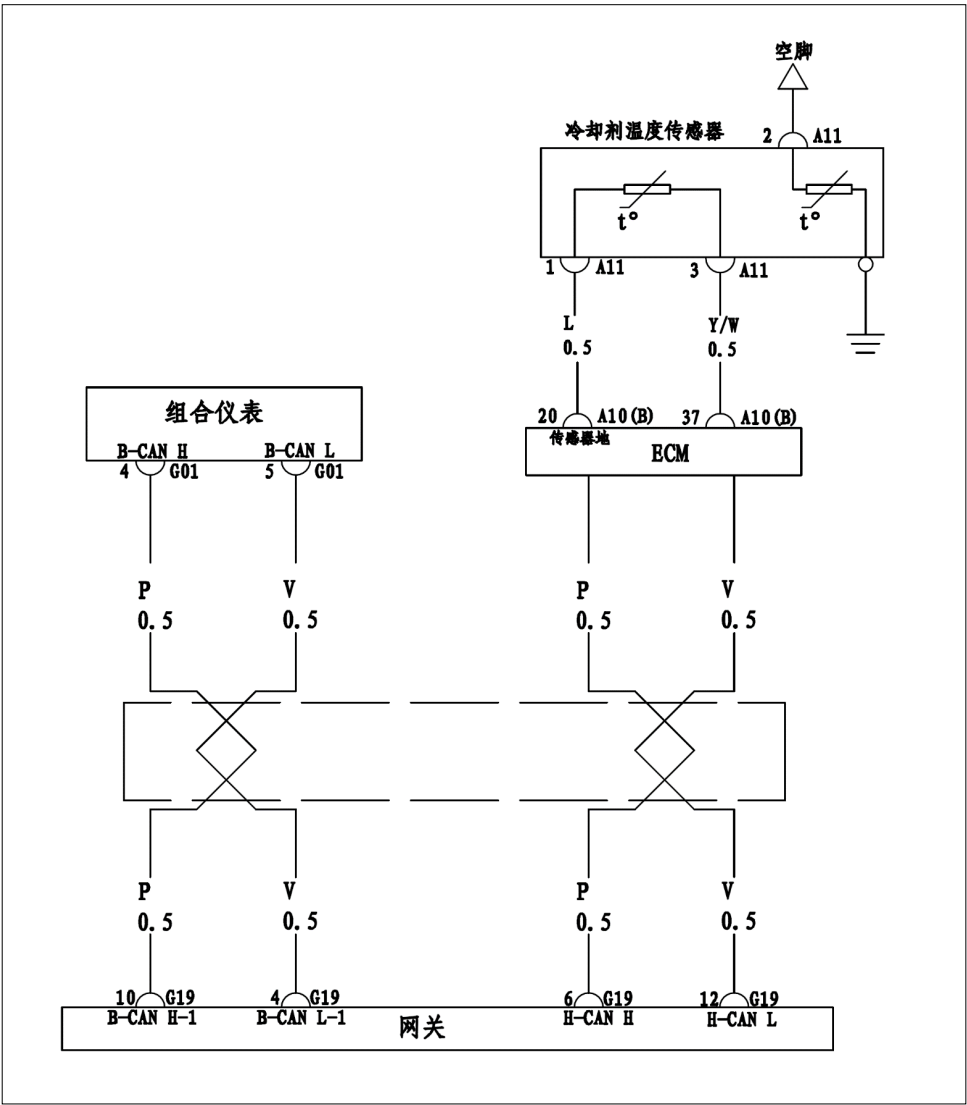 空脚
冷却剂温度传感器
2 A11
t°
t°
1 A11
3 A11
L
0.5
Y/W
0.5
20 A10(B)
37 A10(B)
传感器地
ECM
组合仪表
B-CAN H
B-CAN L
4 G01
5 G01
P
0.5
V
0.5
P
0.5
V
0.5
P
0.5
V
0.5
P
0.5
V
0.5
10 G19
4 G19
6 G19
12 G19
B-CAN H-1
B-CAN L-1
H-CAN H
H-CAN L
网关